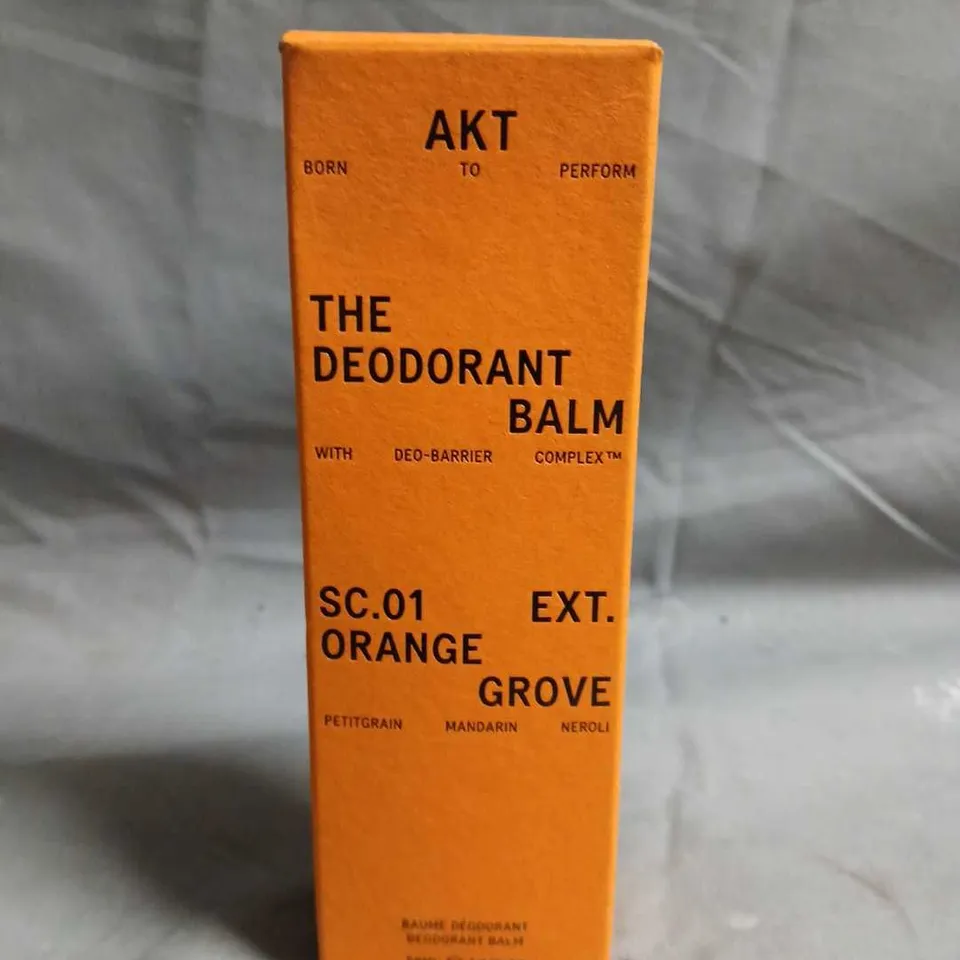 AKT
BORN TO PERFORM
THE
DEODORANT
BALM
WITH DEO-BARRIER COMPLEX™
SC.01 EXT.
ORANGE
GROVE
PETITGRAIN MANDARIN NEROLI
BAUME DÉODORANT
DEODORANT BALM